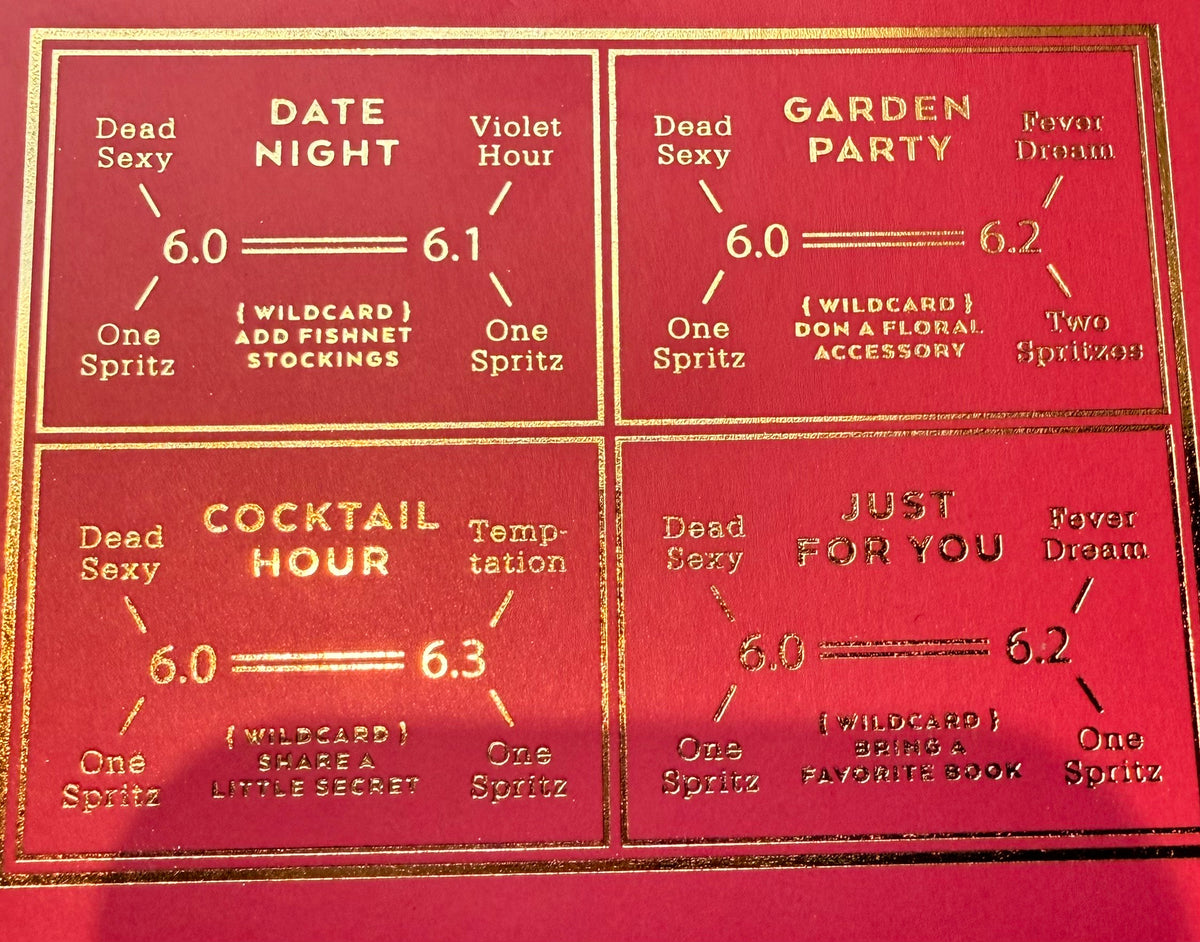 DATE
NIGHT
Dead
Sexy
Violet
Hour
6.0
6.1
One
Spritz
{ WILDCARD }
ADD FISHNET
STOCKINGS
One
Spritz
GARDEN
PARTY
Dead
Sexy
Fever
Dream
6.0
6.2
One
Spritz
{ WILDCARD }
DON A FLORAL
ACCESSORY
Two
Spritzes
COCKTAIL
HOUR
Dead
Sexy
Temp-
tation
6.0
6.3
One
Spritz
{ WILDCARD }
SHARE A
LITTLE SECRET
One
Spritz
JUST
FOR YOU
Dead
Sexy
Fever
Dream
6.0
6.2
One
Spritz
{ WILDCARD }
BRING A
FAVORITE BOOK
One
Spritz